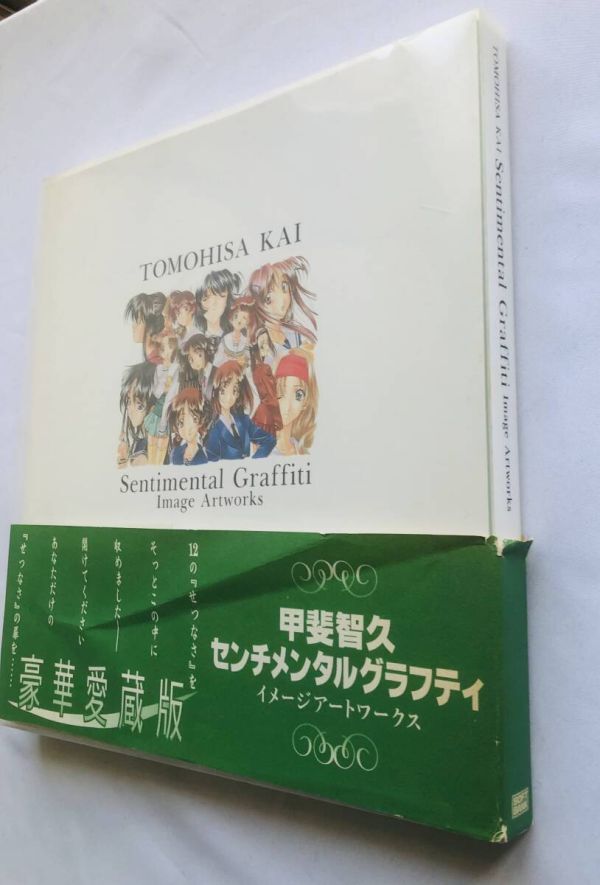 TOMOHISA KAI
Sentimental Graffiti
Image Artworks
TOMOHISA KAI Sentimental Graffiti Image Artworks
12の『せつなさ』を
そっとこの中に
収めました――
開けてください
あなただけの
『せつなさ』の扉を……
豪華愛蔵版
甲斐智久
センチメンタルグラフティ
イメージアートワークス
SOFT
BANK